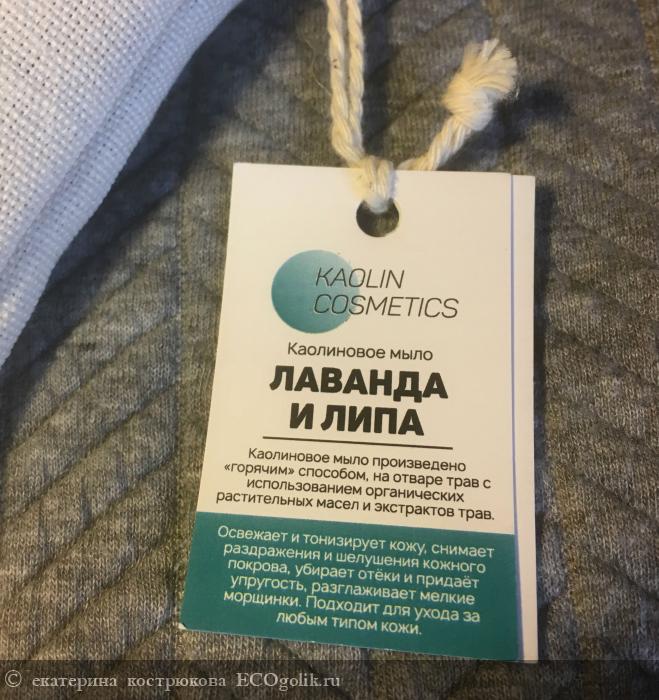 KAOLIN
COSMETICS
Каолиновое мыло
ЛАВАНДА
И ЛИПА
Каолиновое мыло произведено
«горячим» способом, на отваре трав с
использованием органических
растительных масел и экстрактов трав.
Освежает и тонизирует кожу, снимает
раздражения и шелушения кожного
покрова, убирает отёки и придаёт
упругость, разглаживает мелкие
морщинки. Подходит для ухода за
любым типом кожи.
© екатерина кострюкова ECOgolik.ru